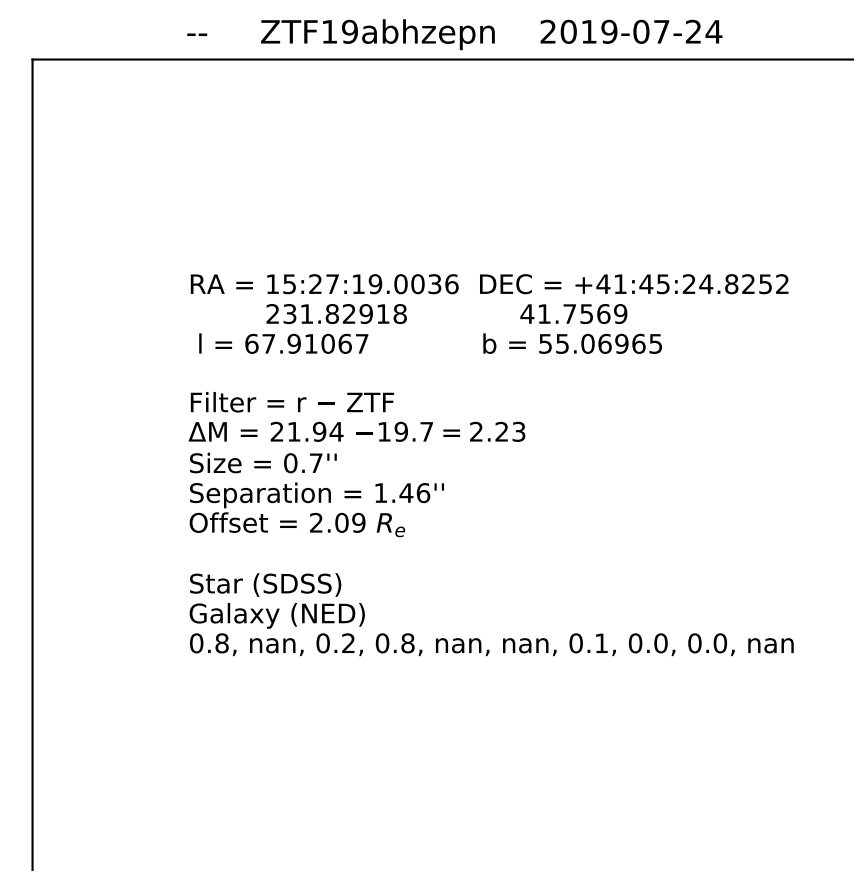 -- ZTF19abhzepn 2019-07-24
RA = 15:27:19.0036 DEC = +41:45:24.8252
231.82918 41.7569
l = 67.91067 b = 55.06965
Filter = r − ZTF
ΔM = 21.94 −19.7 = 2.23
Size = 0.7''
Separation = 1.46''
Offset = 2.09 Rₑ
Star (SDSS)
Galaxy (NED)
0.8, nan, 0.2, 0.8, nan, nan, 0.1, 0.0, 0.0, nan